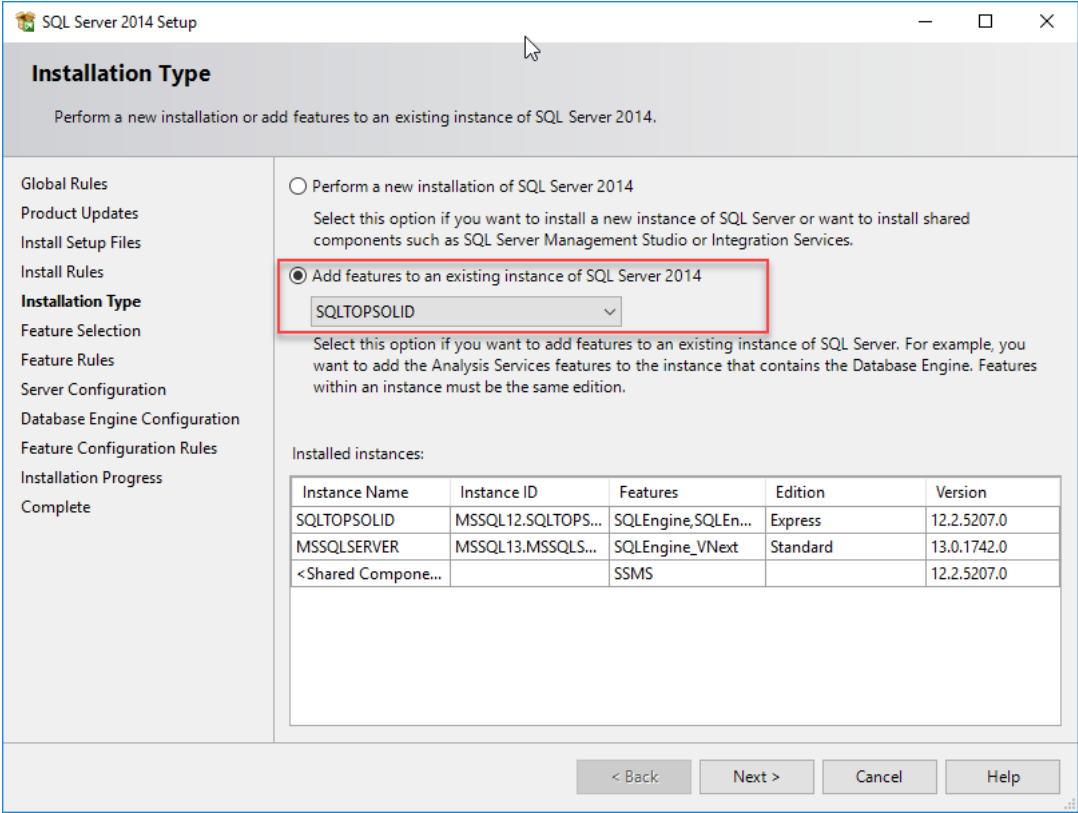 SQL Server 2014 Setup
Installation Type
Perform a new installation or add features to an existing instance of SQL Server 2014.
Global Rules
Product Updates
Install Setup Files
Install Rules
Installation Type
Feature Selection
Feature Rules
Server Configuration
Database Engine Configuration
Feature Configuration Rules
Installation Progress
Complete
Perform a new installation of SQL Server 2014
Select this option if you want to install a new instance of SQL Server or want to install shared
components such as SQL Server Management Studio or Integration Services.
Add features to an existing instance of SQL Server 2014
SQLTOPSOLID
Select this option if you want to add features to an existing instance of SQL Server. For example, you
want to add the Analysis Services features to the instance that contains the Database Engine. Features
within an instance must be the same edition.
Installed instances:
Instance Name Instance ID Features Edition Version
SQLTOPSOLID MSSQL12.SQLTOPS... SQLEngine,SQLEn... Express 12.2.5207.0
MSSQLSERVER MSSQL13.MSSQLS... SQLEngine_VNext Standard 13.0.1742.0
<Shared Compone... SSMS 12.2.5207.0
< Back Next > Cancel Help